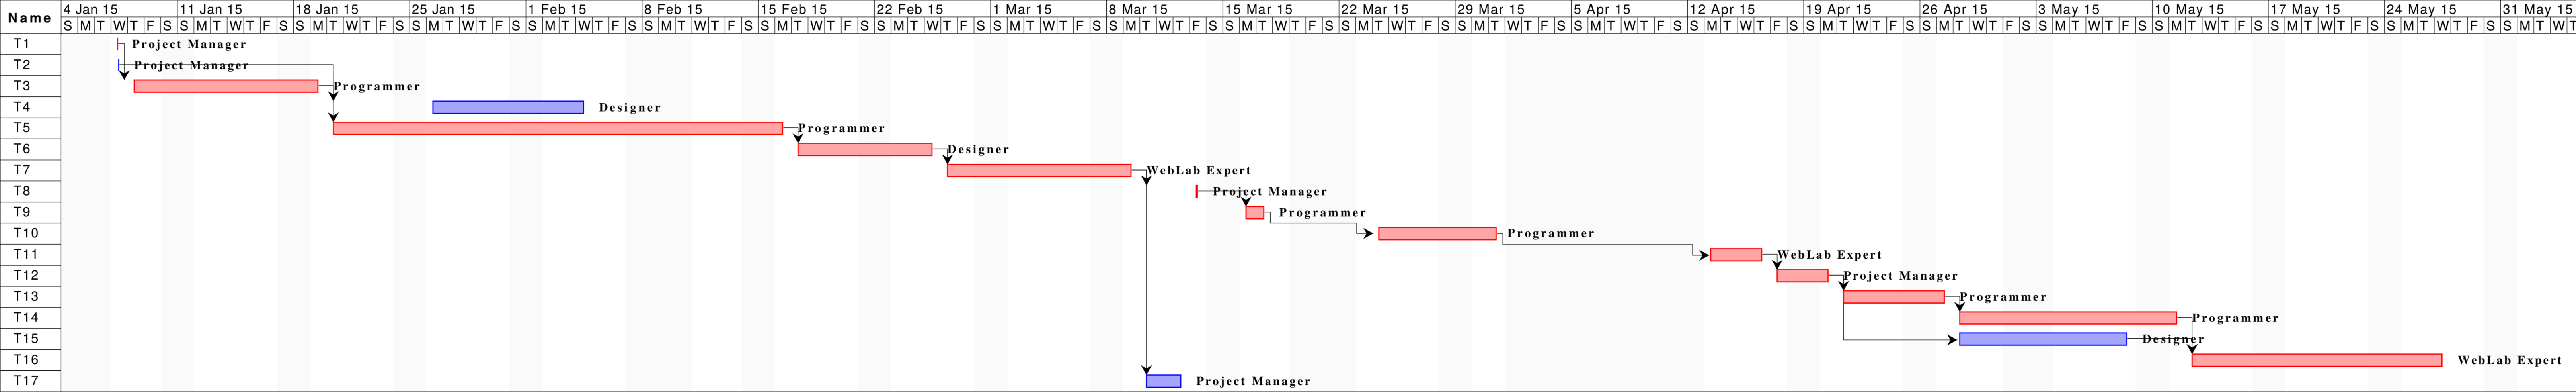 Name
4 Jan 15 11 Jan 15 18 Jan 15 25 Jan 15 1 Feb 15 8 Feb 15 15 Feb 15 22 Feb 15 1 Mar 15 8 Mar 15 15 Mar 15 22 Mar 15 29 Mar 15 5 Apr 15 12 Apr 15 19 Apr 15 26 Apr 15 3 May 15 10 May 15 17 May 15 24 May 15 31 May 15
S M T W T F S S M T W T F S S M T W T F S S M T W T F S S M T W T F S S M T W T F S S M T W T F S S M T W T F S S M T W T F S S M T W T F S S M T W T F S S M T W T F S S M T W T F S S M T W T F S S M T W T F S S M T W T F S S M T W T F S S M T W T F S S M T W T F S S M T W T F S S M T W T F S S M T W T
T1 Project Manager
T2 Project Manager
T3 Programmer
T4 Designer
T5 Programmer
T6 Designer
T7 WebLab Expert
T8 Project Manager
T9 Programmer
T10 Programmer
T11 WebLab Expert
T12 Project Manager
T13 Programmer
T14 Programmer
T15 Designer
T16 WebLab Expert
T17 Project Manager